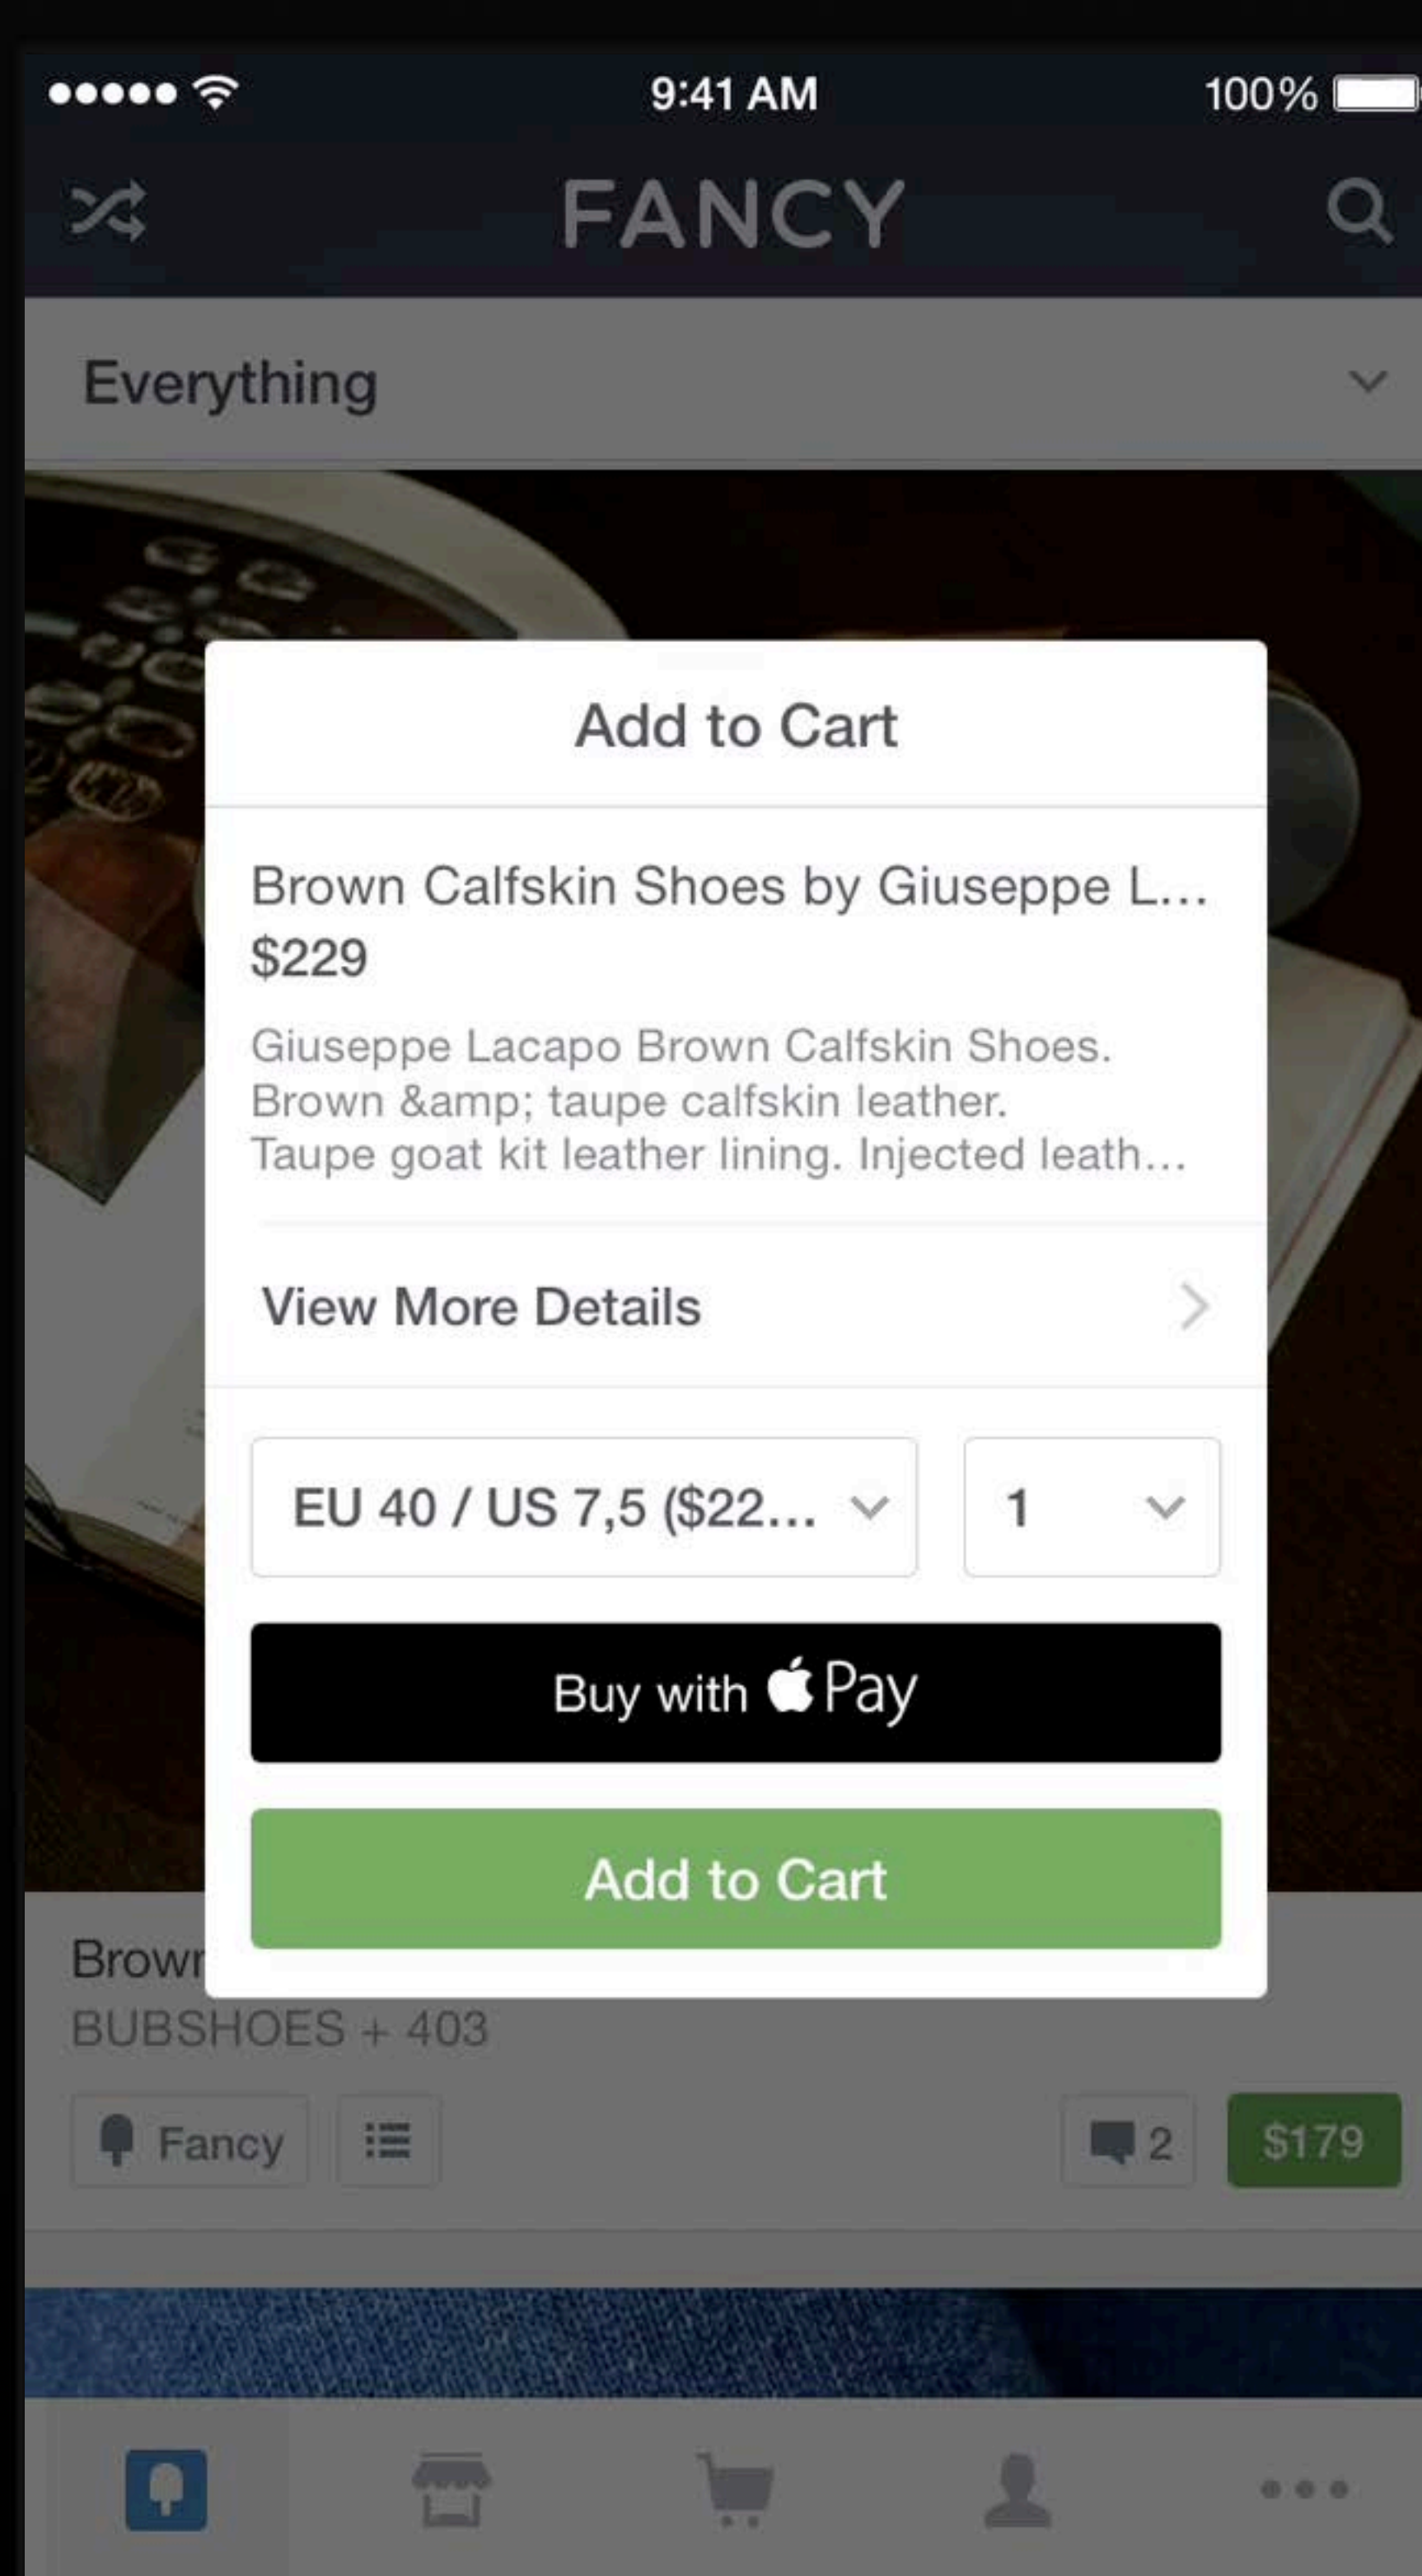 9:41 AM
100%
FANCY
Everything
Add to Cart
Brown Calfskin Shoes by Giuseppe L...
$229
Giuseppe Lacapo Brown Calfskin Shoes.
Brown &amp; taupe calfskin leather.
Taupe goat kit leather lining. Injected leath...
View More Details
EU 40 / US 7,5 ($22...
1
Buy with Pay
Add to Cart
Brown
BUBSHOES + 403
Fancy
2
$179